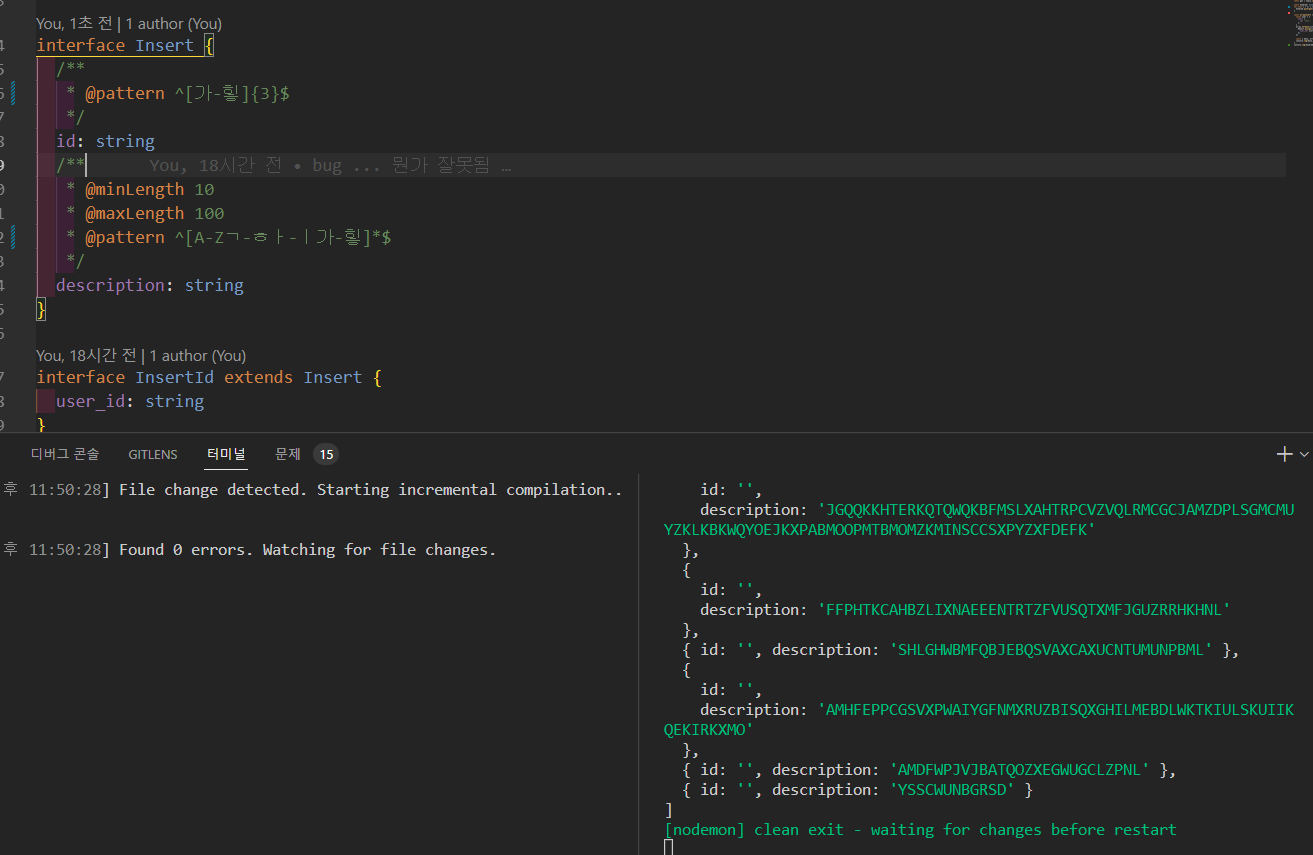 You, 1초 전 | 1 author (You)
interface Insert {
/**
* @pattern ^[가-힣]{3}$
*/
id: string
/** You, 18시간 전 • bug ... 뭔가 잘못됨 …
* @minLength 10
* @maxLength 100
* @pattern ^[A-Zㄱ-ㅎㅏ-ㅣ가-힣]*$
*/
description: string
}
You, 18시간 전 | 1 author (You)
interface InsertId extends Insert {
user_id: string
}
디버그 콘솔 GITLENS 터미널 문제 15
후 11:50:28] File change detected. Starting incremental compilation..
후 11:50:28] Found 0 errors. Watching for file changes.
id: '',
description: 'JGQQKKHTERKQTQWQKBFMSLXAHTRPCVZVQLRMCGCJAMZDPLSGMCMU
YZKLKBKWQYOEJKXPABMOOPMTBMOMZKMINSCCSXPYZXFDEFK'
},
{
id: '',
description: 'FFPHTKCAHBZLIXNAEEENTRTZFVUSQTXMFJGUZRRHKHNL'
},
{ id: '', description: 'SHLGHWBMFQBJEBQSVAXCAXUCNTUMUNPBML' },
{
id: '',
description: 'AMHFEPPCGSVXPWAIYGFNMXRUZBISQXGHILMEBDLWKTKIULSKUIIK
QEKIRKXMO'
},
{ id: '', description: 'AMDFWPJVJBATQOZXEGWUGCLZPNL' },
{ id: '', description: 'YSSCWUNBGRSD' }
]
[nodemon] clean exit - waiting for changes before restart